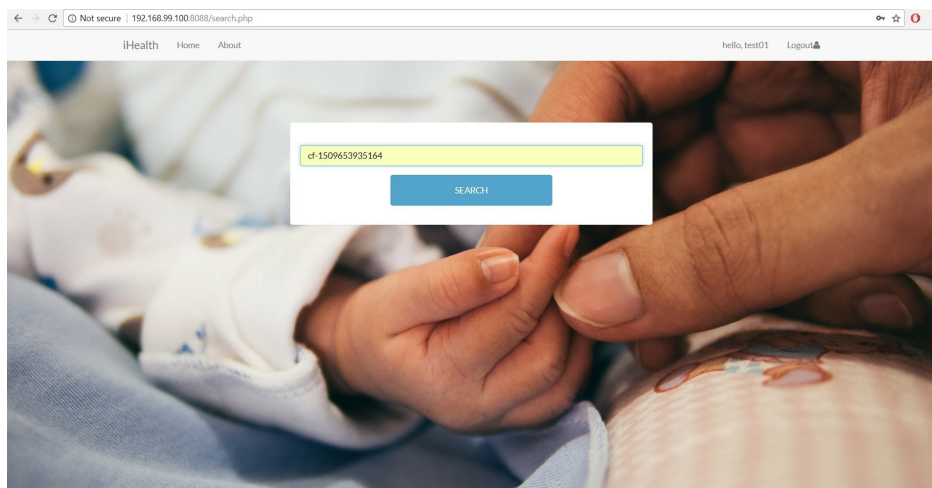 Not secure | 192.168.99.100:8088/search.php
iHealth Home About hello, test01 Logout
cf-1509653935164
SEARCH